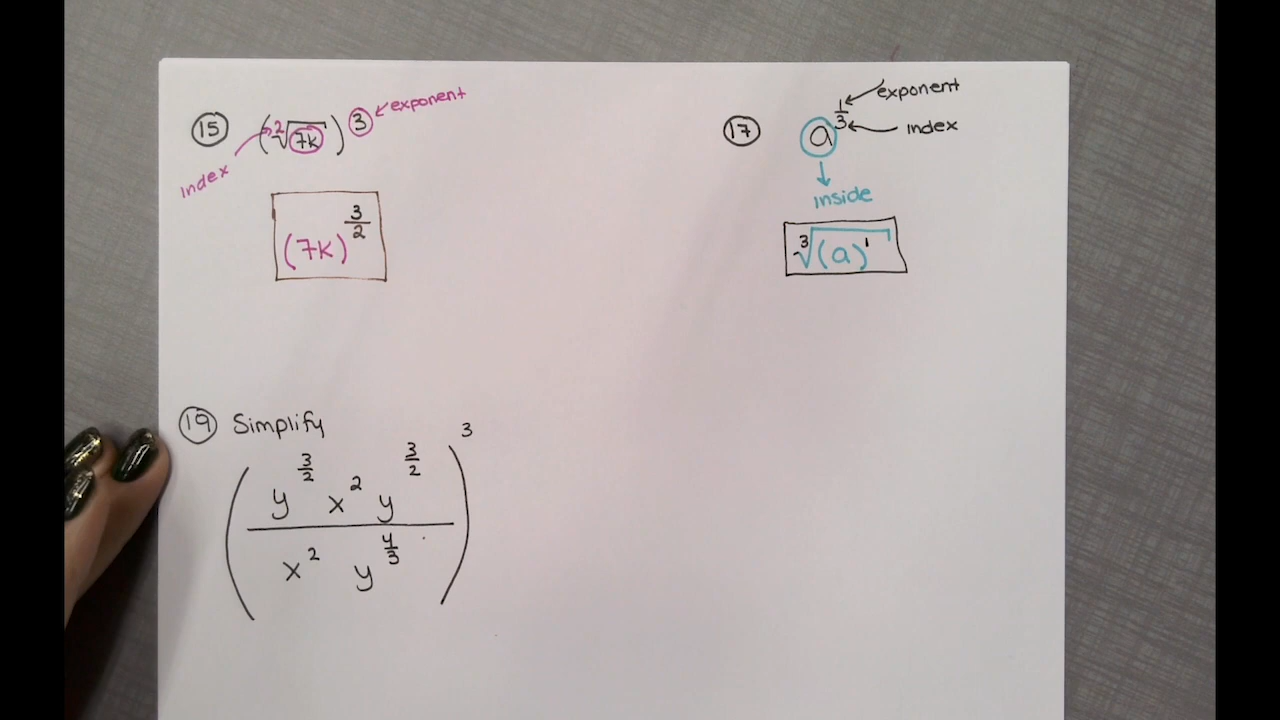 15 (²√7k)³ ← exponent
index
(7k)^(3/2)
17 a^(1/3) ← exponent
← index
↓
inside
³√(a)¹
19 Simplify
(y^(3/2) x² y^(3/2) / x² y^(4/3))³